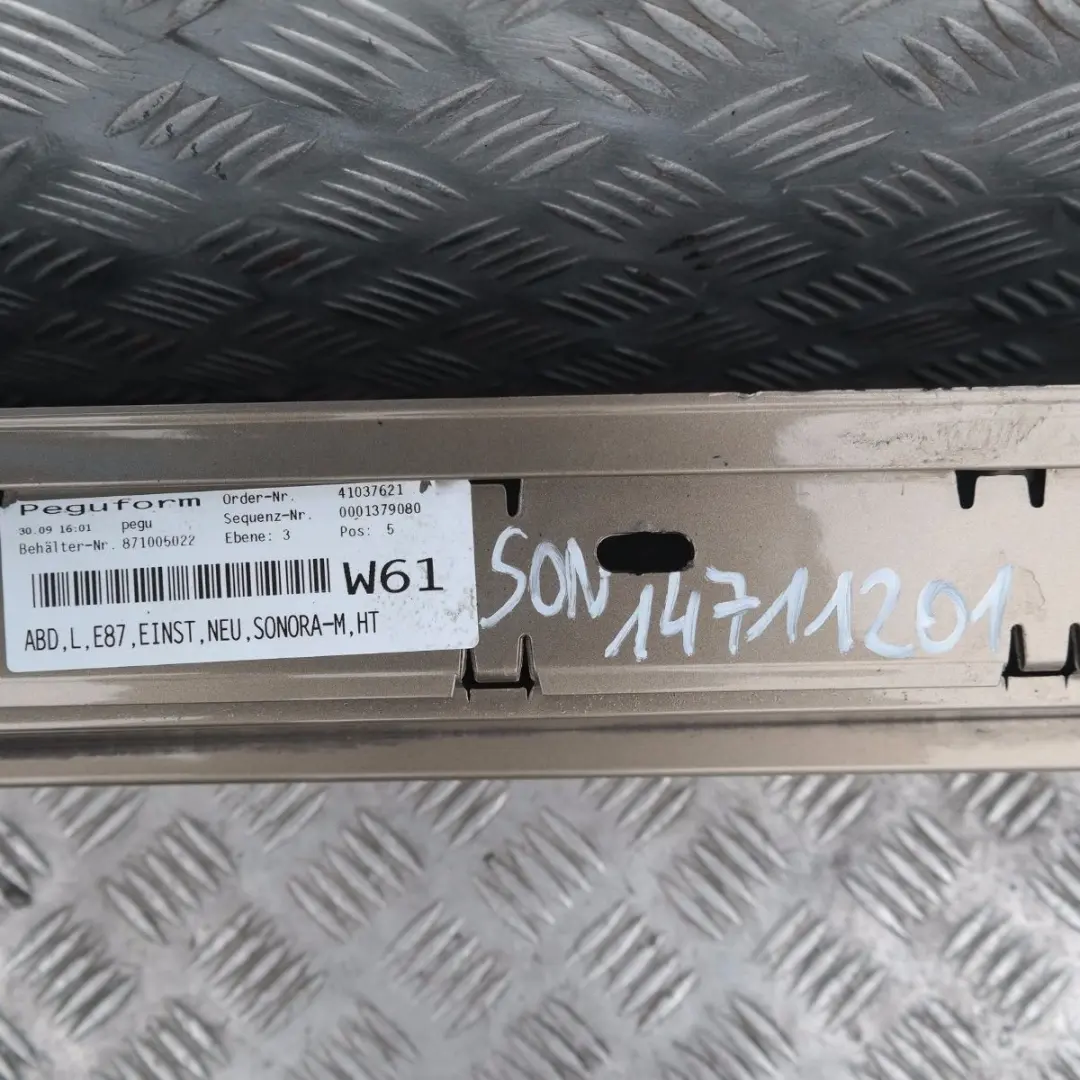 Peguform Order-Nr. 41037621
30.09 16:01 pegu Sequenz-Nr. 0001379080
Behälter-Nr. 871005022 Ebene: 3 Pos: 5
W61
ABD,L,E87,EINST,NEU,SONORA-M,HT
SON 14711201